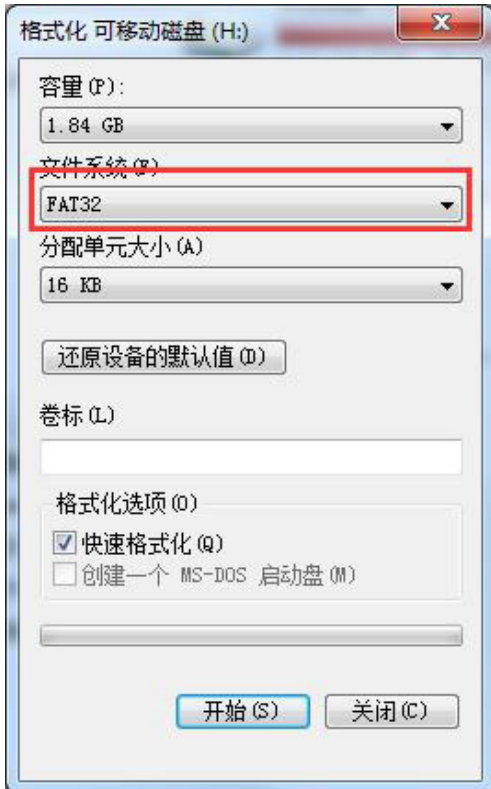 格式化 可移动磁盘 (H:)
容量(P):
1.84 GB
文件系统(F)
FAT32
分配单元大小(A)
16 KB
还原设备的默认值(D)
卷标(L)
格式化选项(O)
快速格式化(Q)
创建一个 MS-DOS 启动盘(M)
开始(S)
关闭(C)